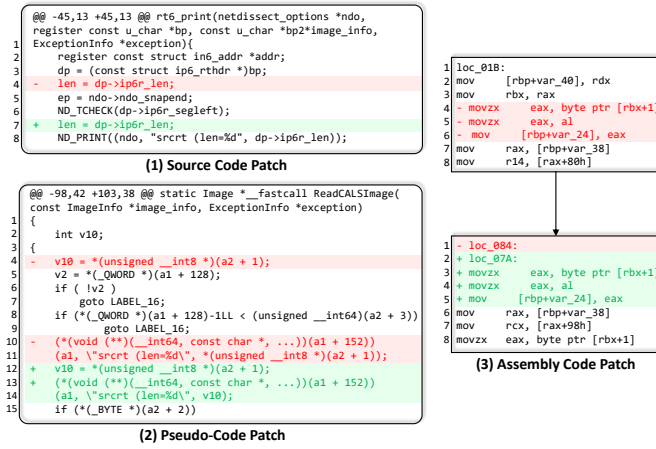 @@ -45,13 +45,13 @@ rt6_print(netdissect_options *ndo,
register const u_char *bp, const u_char *bp2*image_info,
1 ExceptionInfo *exception){
2 register const struct in6_addr *addr;
3 dp = (const struct ip6_rthdr *)bp;
4 - len = dp->ip6r_len;
5 ep = ndo->ndo_snapend;
6 ND_TCHECK(dp->ip6r_segleft);
7 + len = dp->ip6r_len;
8 ND_PRINT((ndo, "srcrt (len=%d", dp->ip6r_len));
(1) Source Code Patch
@@ -98,42 +103,38 @@ static Image *__fastcall ReadCALSImage(
const ImageInfo *image_info, ExceptionInfo *exception)
1 {
2 int v10;
3 {
4 - v10 = *(unsigned __int8 *)(a2 + 1);
5 v2 = *(_QWORD *)(a1 + 128);
6 if ( !v2 )
7 goto LABEL_16;
8 if (*(_QWORD *)(a1 + 128)-1LL < (unsigned __int64)(a2 + 3))
9 goto LABEL_16;
10 - (*(void (**)(__int64, const char *, ...))(a1 + 152))
11 (a1, \"srcrt (len=%d\", *(unsigned __int8 *)(a2 + 1));
12 + v10 = *(unsigned __int8 *)(a2 + 1);
13 + (*(void (**)(__int64, const char *, ...))(a1 + 152))
14 (a1, \"srcrt (len=%d\", v10);
15 if (*(_BYTE *)(a2 + 2))
(2) Pseudo-Code Patch
1 loc_01B:
2 mov [rbp+var_40], rdx
3 mov rbx, rax
4 - movzx eax, byte ptr [rbx+1]
5 - movzx eax, al
6 - mov [rbp+var_24], eax
7 mov rax, [rbp+var_38]
8 mov r14, [rax+80h]
1 - loc_084:
2 + loc_07A:
3 + movzx eax, byte ptr [rbx+1]
4 + movzx eax, al
5 + mov [rbp+var_24], eax
6 mov rax, [rbp+var_38]
7 mov rcx, [rax+98h]
8 movzx eax, byte ptr [rbx+1]
(3) Assembly Code Patch